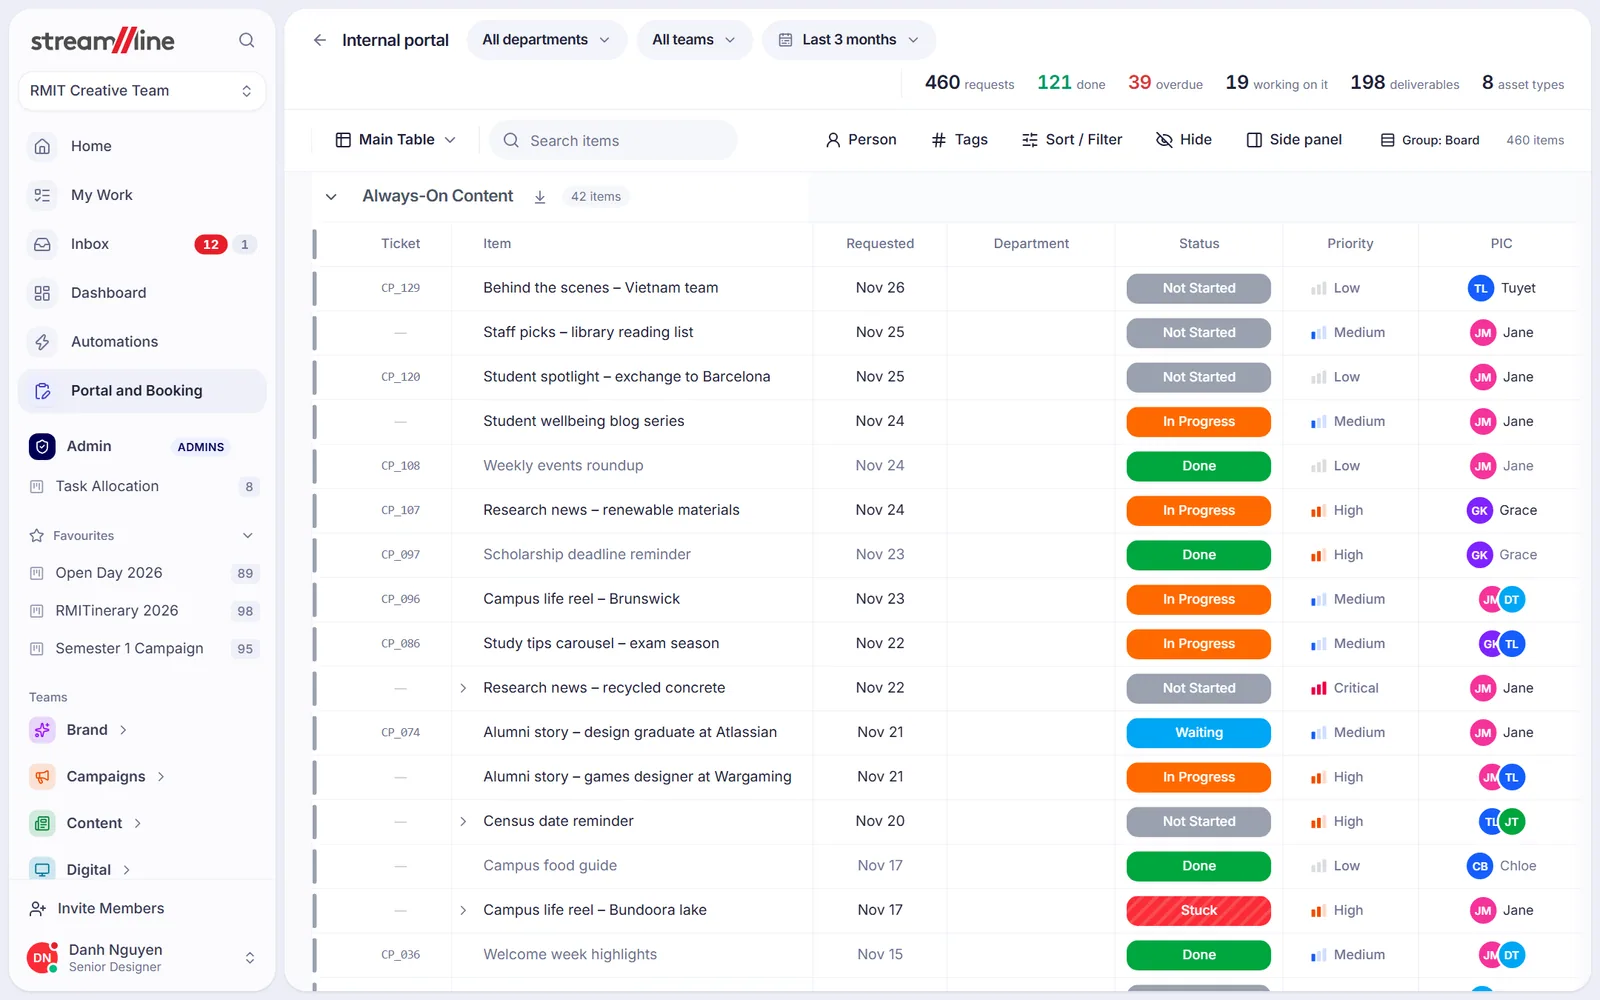 stream//line
RMIT Creative Team
Home
My Work
Inbox 12 1
Dashboard
Automations
Portal and Booking
Admin ADMINS
Task Allocation 8
Favourites
Open Day 2026 89
RMITinerary 2026 98
Semester 1 Campaign 95
Teams
Brand
Campaigns
Content
Digital
Invite Members
DN Danh Nguyen
Senior Designer
Internal portal All departments All teams Last 3 months
460 requests 121 done 39 overdue 19 working on it 198 deliverables 8 asset types
Main Table Search items Person Tags Sort / Filter Hide Side panel Group: Board 460 items
Always-On Content 42 items
Ticket Item Requested Department Status Priority PIC
CP_129 Behind the scenes – Vietnam team Nov 26 Not Started Low TL Tuyet
— Staff picks – library reading list Nov 25 Not Started Medium JM Jane
CP_120 Student spotlight – exchange to Barcelona Nov 25 Not Started Low JM Jane
— Student wellbeing blog series Nov 24 In Progress Medium JM Jane
CP_108 Weekly events roundup Nov 24 Done Low JM Jane
CP_107 Research news – renewable materials Nov 24 In Progress High GK Grace
CP_097 Scholarship deadline reminder Nov 23 Done High GK Grace
CP_096 Campus life reel – Brunswick Nov 23 In Progress Medium JM DT
CP_086 Study tips carousel – exam season Nov 22 In Progress Medium GK TL
— Research news – recycled concrete Nov 22 Not Started Critical JM Jane
CP_074 Alumni story – design graduate at Atlassian Nov 21 Waiting Medium JM Jane
— Alumni story – games designer at Wargaming Nov 21 In Progress High JM TL
— Census date reminder Nov 20 Not Started High TL JT
— Campus food guide Nov 17 Done Low CB Chloe
— Campus life reel – Bundoora lake Nov 17 Stuck High JM Jane
CP_036 Welcome week highlights Nov 15 Done Medium JM DT